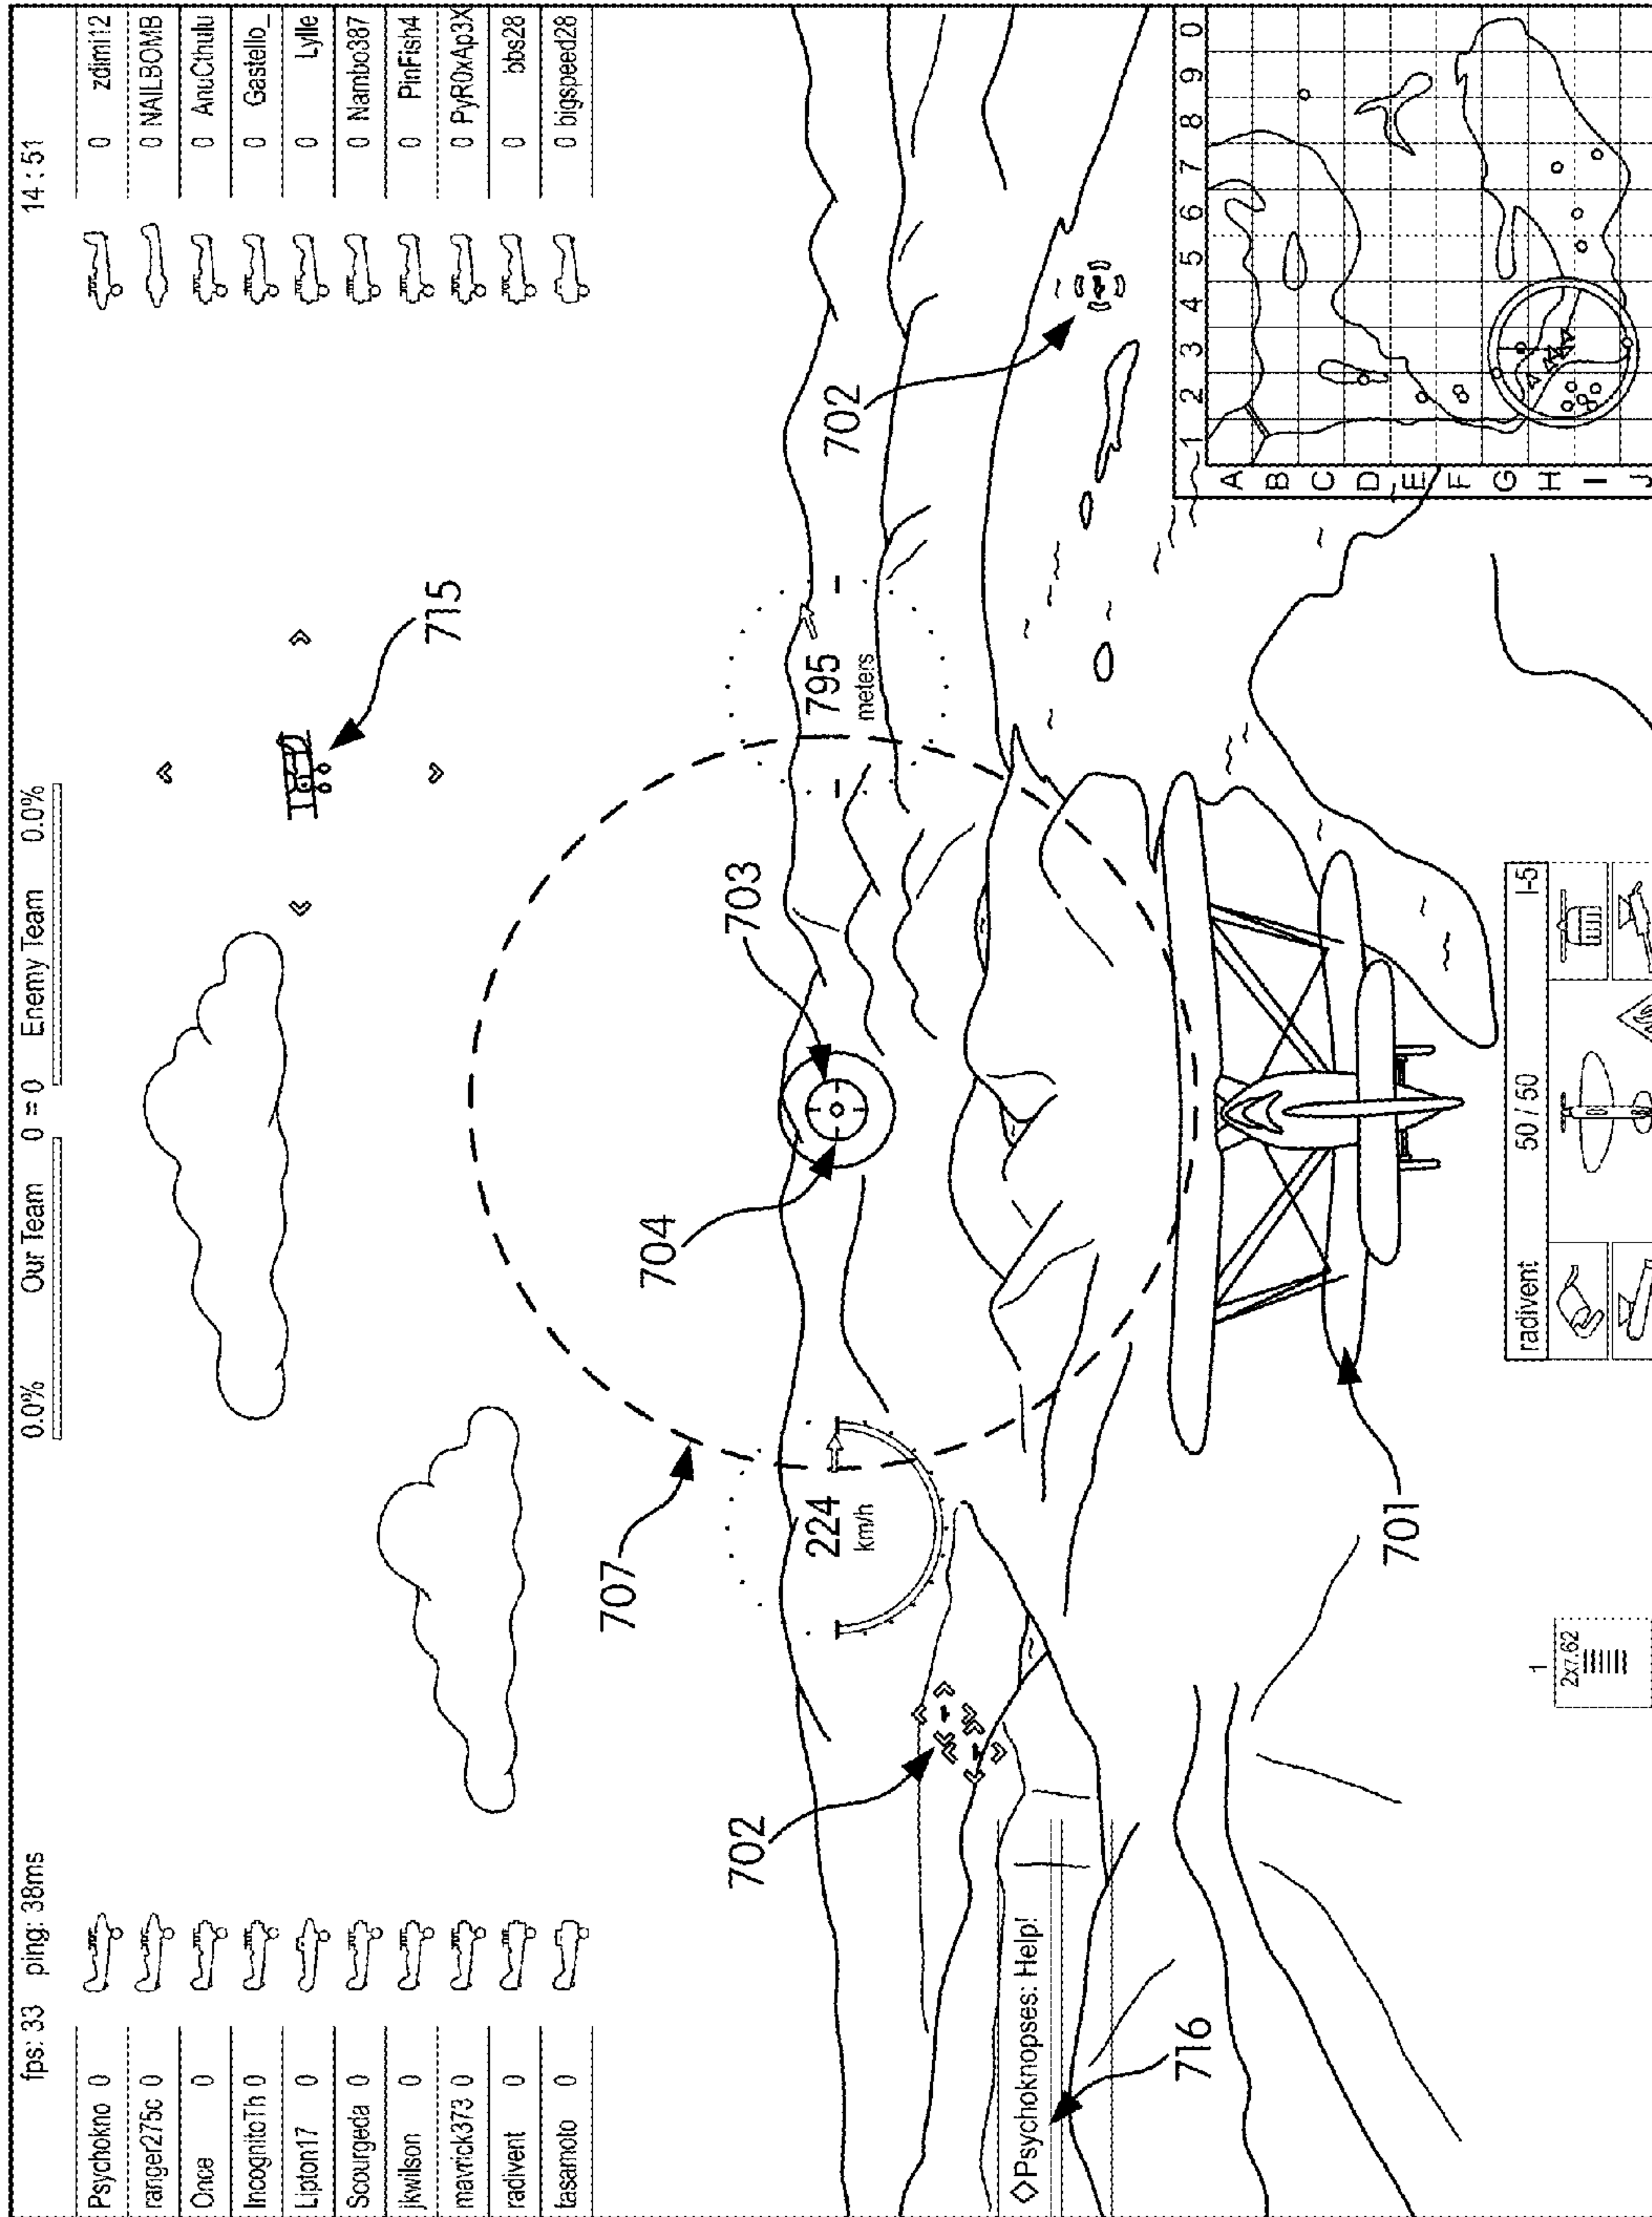 fps: 33 ping: 38ms
0.0% Our Team 0 = 0 Enemy Team 0.0%
14 : 51
Psychokno 0
ranger275c 0
Once 0
IncognitoTh 0
Lipton17 0
Scourgeda 0
jkwilson 0
mavrick373 0
radivent 0
tasamoto 0
0 zdimi12
0 NAILBOMB
0 AnuCthulu
0 Gastello_
0 Lylle
0 Nambo387
0 PinFish4
0 PyR0xAp3X
0 bbs28
0 bigspeed28
715
707
704
703
702
702
224
km/h
795
meters
◇Psychoknopses: Help!
716
701
1
2x7.62
radivent 50 / 50 I-5
1 2 3 4 5 6 7 8 9 0
A
B
C
D
E
F
G
H
I
J